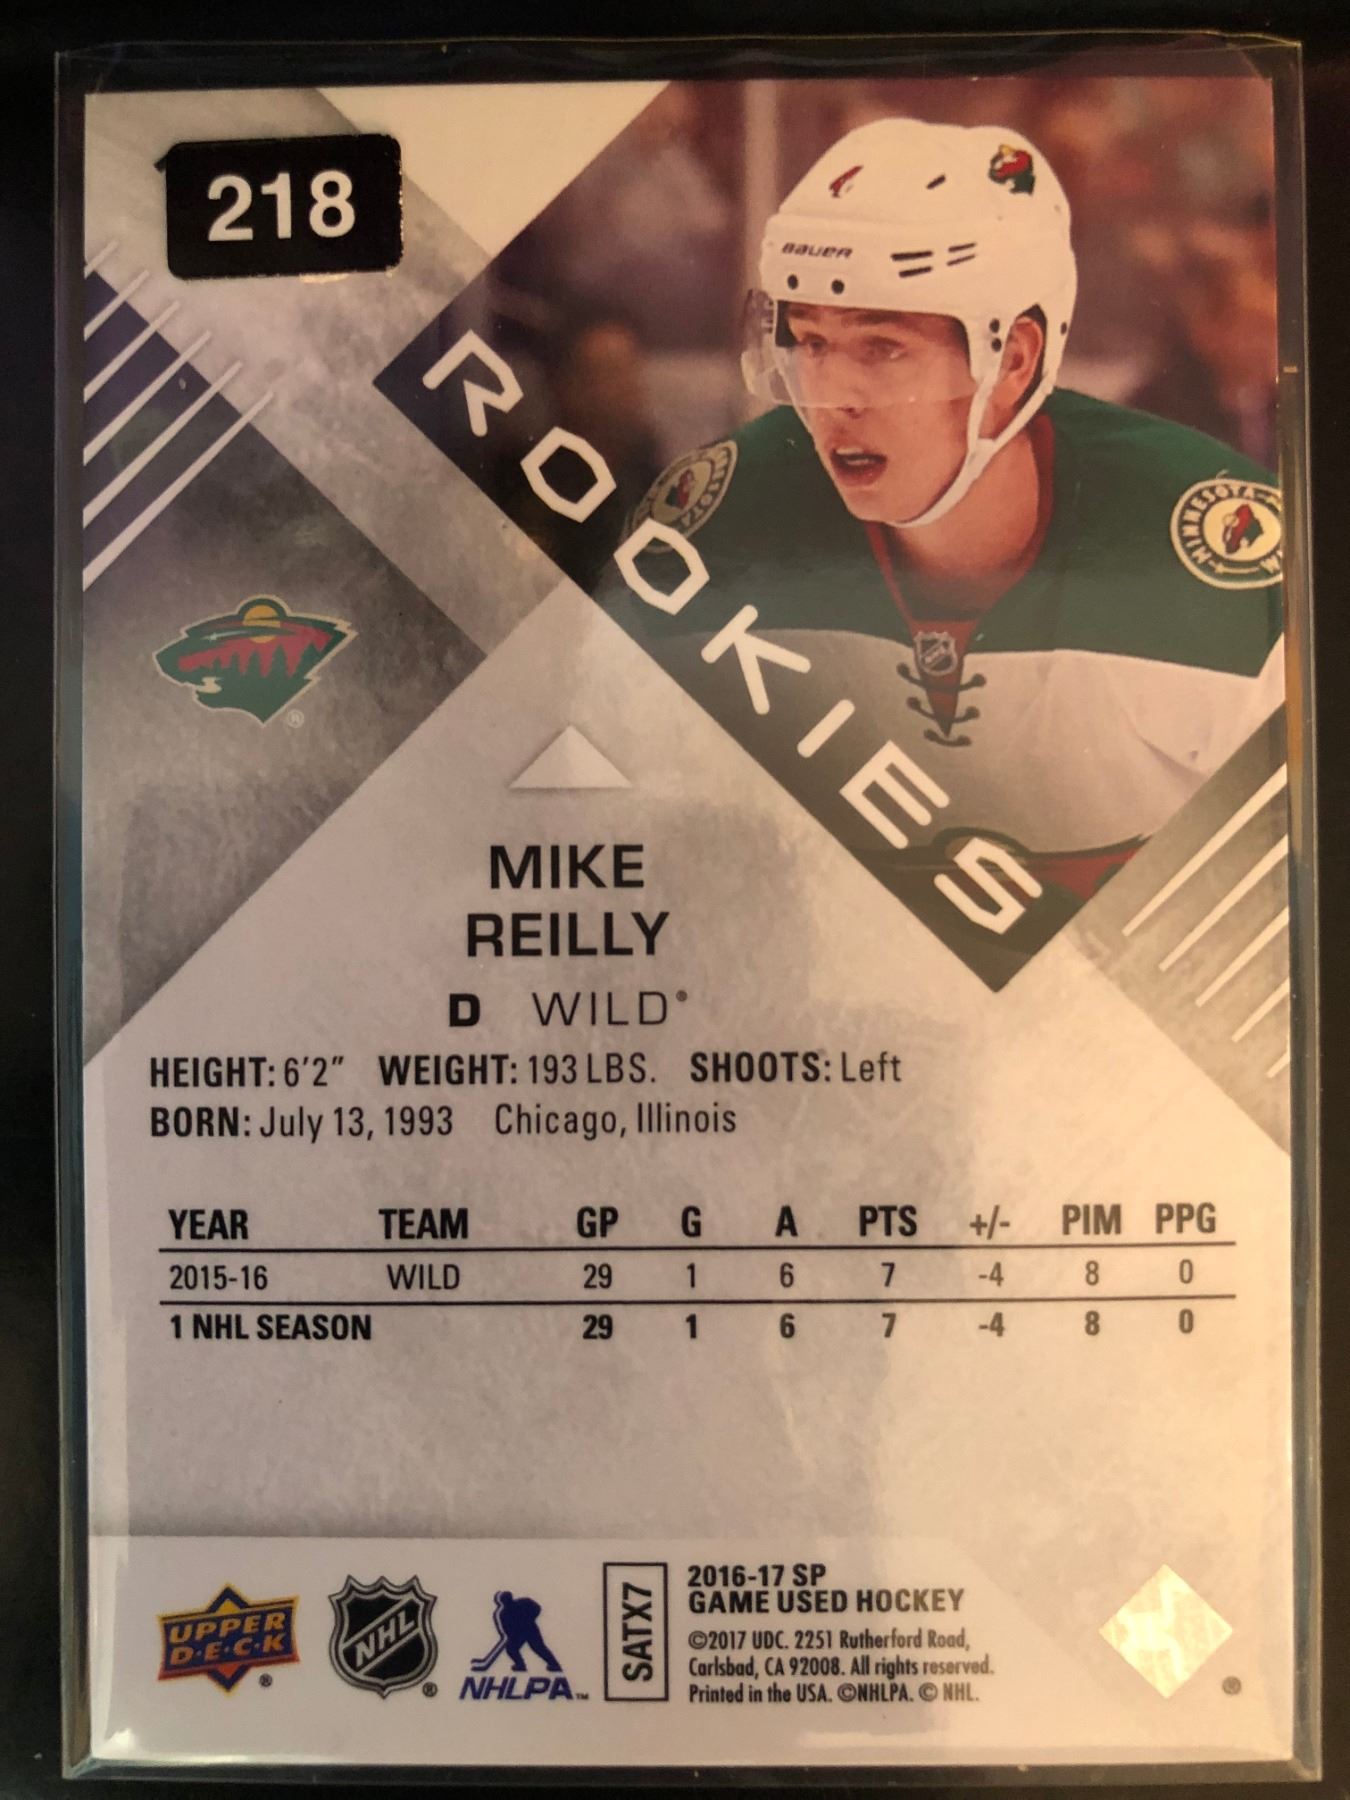 218
BAUER
ROOKIES
MINNESOTA
MIKE
REILLY
D WILD®
HEIGHT: 6'2" WEIGHT: 193 LBS. SHOOTS: Left
BORN: July 13, 1993 Chicago, Illinois
YEAR TEAM GP G A PTS +/- PIM PPG
2015-16 WILD 29 1 6 7 -4 8 0
1 NHL SEASON 29 1 6 7 -4 8 0
UPPER
D·E·C·K
NHL
NHLPA™
SATX7
2016-17 SP
GAME USED HOCKEY
©2017 UDC. 2251 Rutherford Road,
Carlsbad, CA 92008. All rights reserved.
Printed in the USA. ©NHLPA. © NHL.